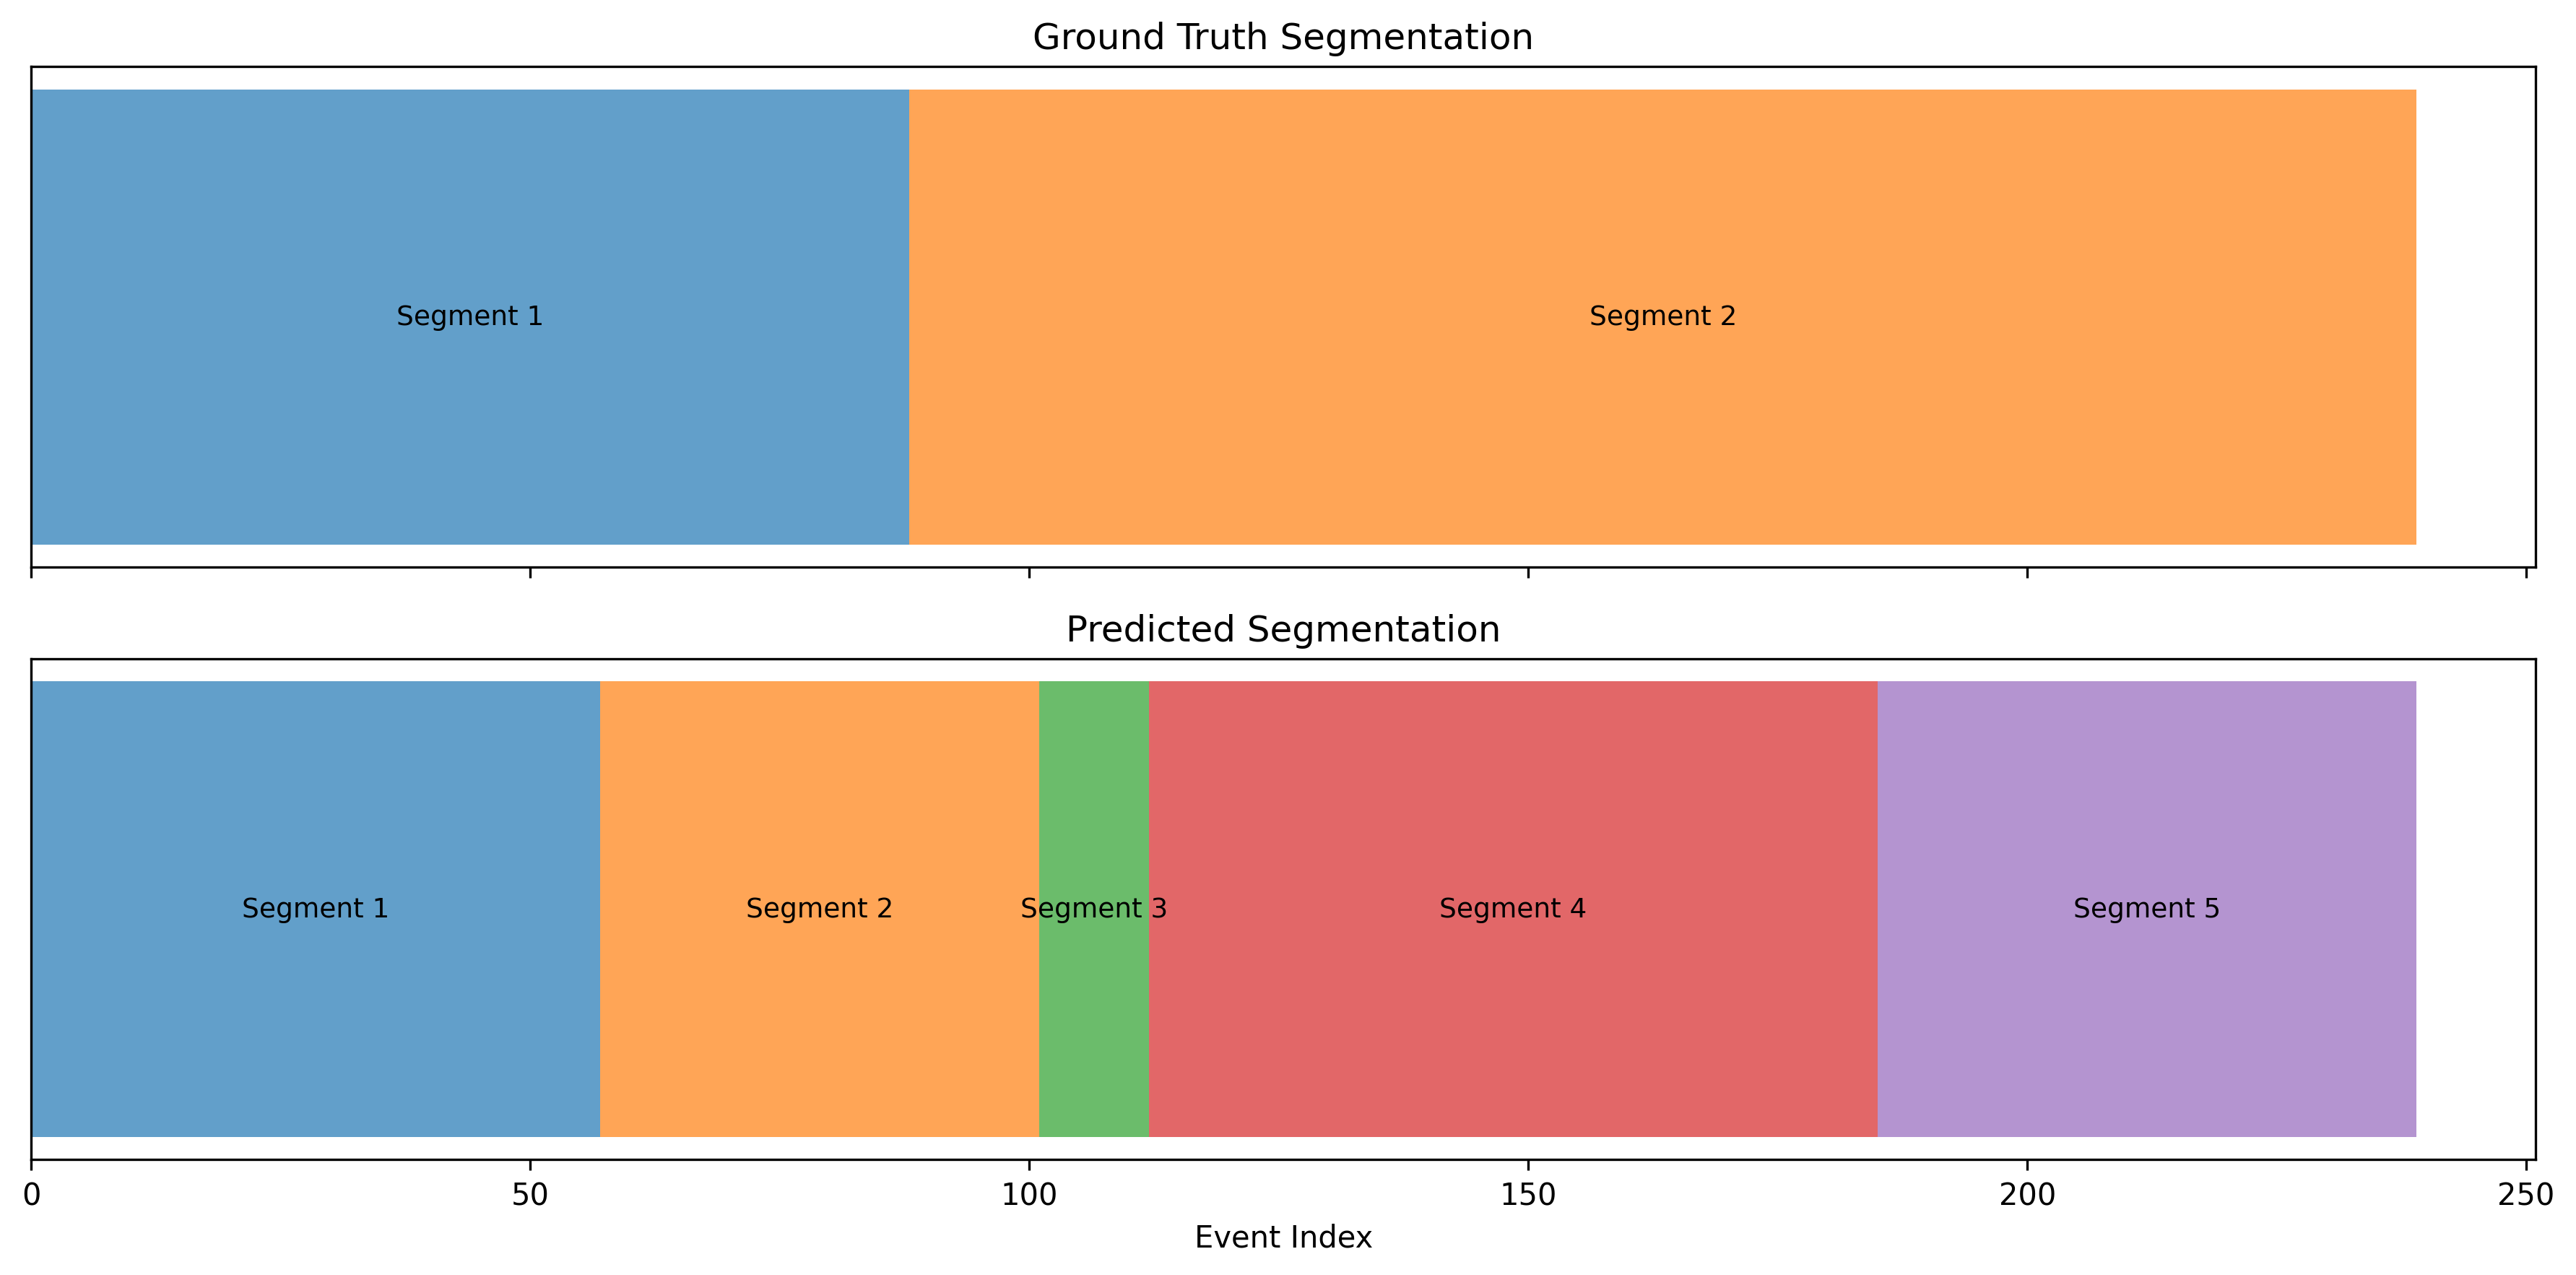 Ground Truth Segmentation
Segment 1 Segment 2
Predicted Segmentation
Segment 1 Segment 2 Segment 3 Segment 4 Segment 5
0 50 100 150 200 250
Event Index